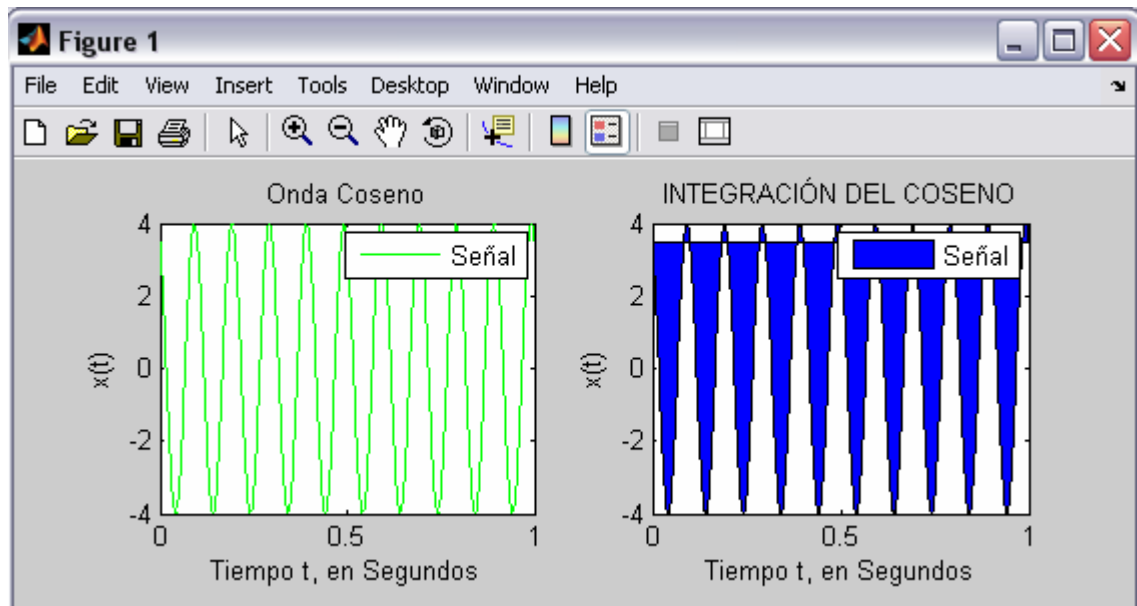 Figure 1
File Edit View Insert Tools Desktop Window Help
Onda Coseno
4
2
0
-2
-4
0
0.5
1
x(t)
Señal
Tiempo t, en Segundos
INTEGRACIÓN DEL COSENO
4
2
0
-2
-4
0
0.5
1
x(t)
Señal
Tiempo t, en Segundos